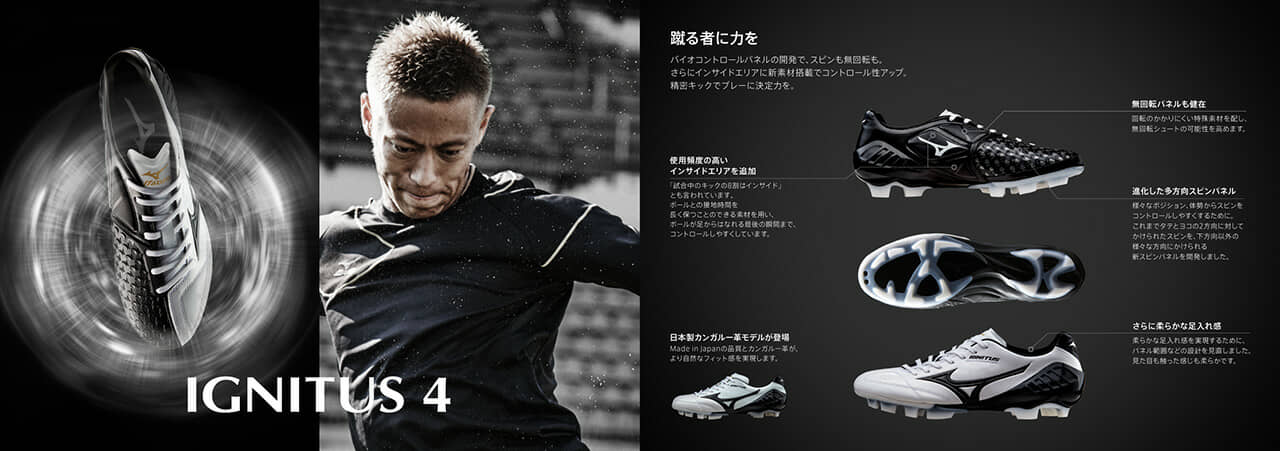 IGNITUS 4
蹴る者に力を
バイオコントロールパネルの開発で、スピンも無回転も。
さらにインサイドエリアに新素材搭載でコントロール性アップ。
精密キックでプレーに決定力を。
無回転パネルも健在
回転のかかりにくい特殊素材を配し、
無回転シュートの可能性を高めます。
使用頻度の高い
インサイドエリアを追加
「試合中のキックの6割はインサイド」
とも言われています。
ボールとの接地時間を
長く保つことのできる素材を用い、
ボールが足からはなれる最後の瞬間まで、
コントロールしやすくしています。
進化した多方向スピンパネル
様々なポジション、体勢からスピンを
コントロールしやすくするために。
これまでタテとヨコの2方向に対して
かけられたスピンを、下方向以外の
様々な方向にかけられる
新スピンパネルを開発しました。
日本製カンガルー革モデルが登場
Made in Japanの品質とカンガルー革が、
より自然なフィット感を実現します。
さらに柔らかな足入れ感
柔らかな足入れ感を実現するために、
パネル範囲などの設計を見直しました。
見た目も触った感じも柔らかです。
IGNITUS